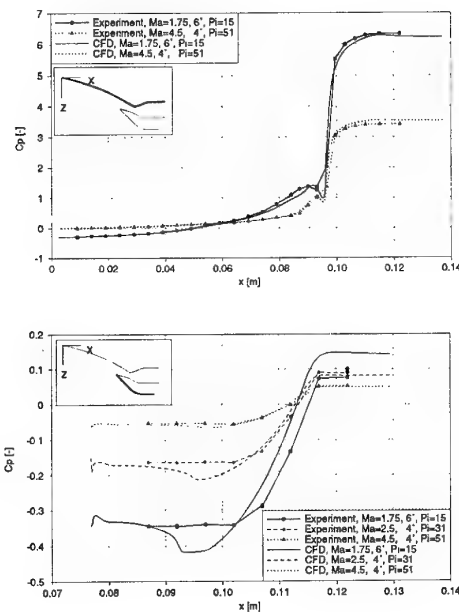 Experiment, Ma=1.75, 6°, Pi=15
Experiment, Ma=4.5, 4°, Pi=51
CFD, Ma=1.75, 6°, Pi=15
CFD, Ma=4.5, 4°, Pi=51
X
Z
Cp [-]
7
6
5
4
3
2
1
0
-1
0 0.02 0.04 0.06 0.08 0.10 0.12 0.14
x [m]
X
Z
Cp [-]
0.2
0.1
0
-0.1
-0.2
-0.3
-0.4
-0.5
Experiment, Ma=1.75, 6°, Pi=15
Experiment, Ma=2.5, 4°, Pi=31
Experiment, Ma=4.5, 4°, Pi=51
CFD, Ma=1.75, 6°, Pi=15
CFD, Ma=2.5, 4°, Pi=31
CFD, Ma=4.5, 4°, Pi=51
0.07 0.08 0.09 0.10 0.11 0.12 0.13 0.14
x [m]